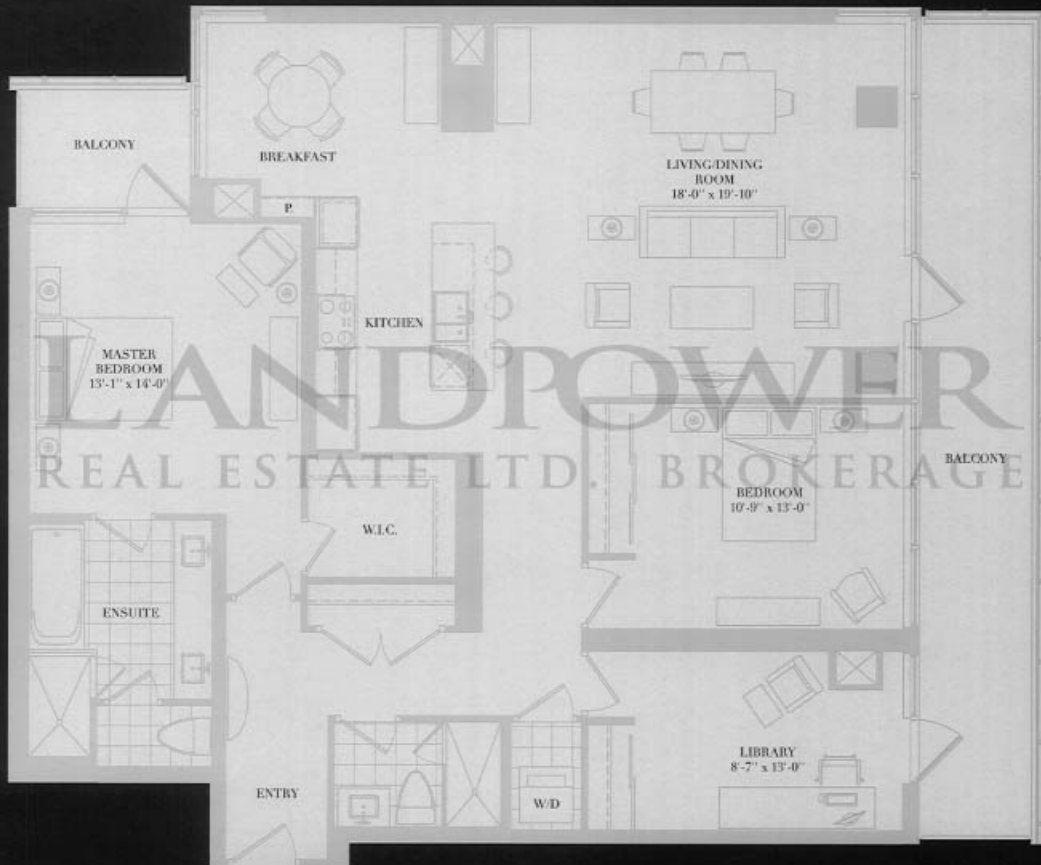 BALCONY
BREAKFAST
LIVING/DINING
ROOM
18'-0" x 19'-10"
P.
KITCHEN
MASTER
BEDROOM
13'-1" x 14'-0"
LANDPOWER
REAL ESTATE LTD. BROKERAGE
BALCONY
BEDROOM
10'-9" x 13'-0"
W.I.C.
ENSUITE
LIBRARY
8'-7" x 13'-0"
ENTRY
W/D